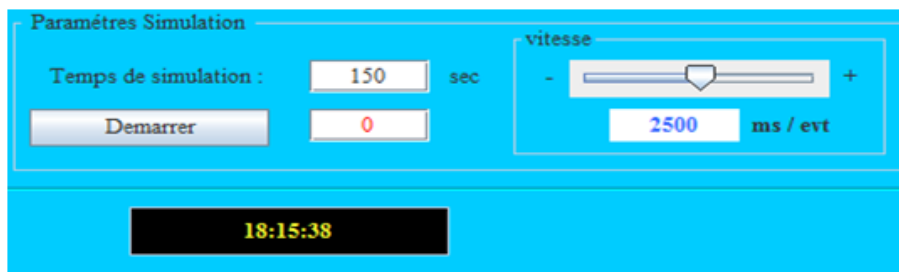 Paramétres Simulation
vitesse
Temps de simulation : 150 sec
- +
Demarrer 0
2500 ms / evt
18:15:38